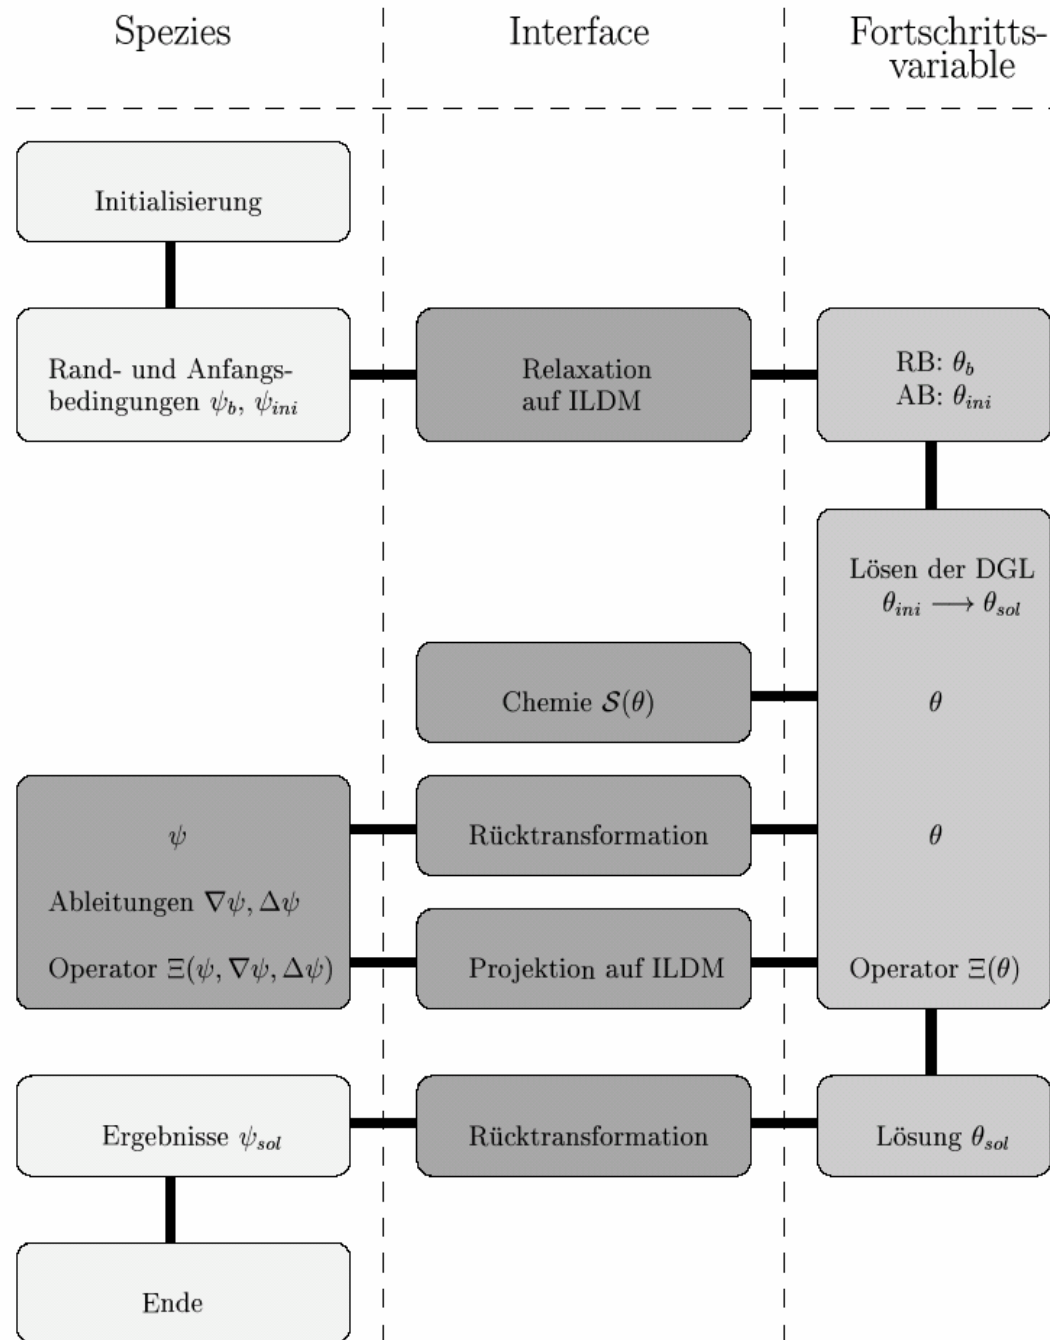 Spezies
Interface
Fortschritts-
variable
Initialisierung
Rand- und Anfangs-
bedingungen ψ_b, ψ_ini
Relaxation
auf ILDM
RB: θ_b
AB: θ_ini
Lösen der DGL
θ_ini ⟶ θ_sol
Chemie 𝒮(θ)
θ
ψ
Rücktransformation
θ
Ableitungen ∇ψ, Δψ
Operator Ξ(ψ, ∇ψ, Δψ)
Projektion auf ILDM
Operator Ξ(θ)
Ergebnisse ψ_sol
Rücktransformation
Lösung θ_sol
Ende